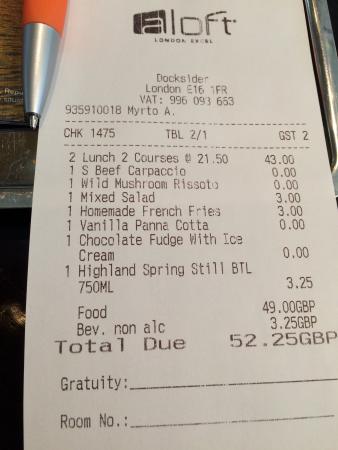 aloft
LONDON EXCEL
Docksider
London E16 1FR
VAT: 996 093 663
935910018 Myrto A.
CHK 1475 TBL 2/1 GST 2
2 Lunch 2 Courses @ 21.50 43.00
1 S Beef Carpaccio 0.00
1 Wild Mushroom Rissoto 0.00
1 Mixed Salad 3.00
1 Homemade French Fries 3.00
1 Vanilla Panna Cotta 0.00
1 Chocolate Fudge With Ice
Cream 0.00
1 Highland Spring Still BTL
750ML 3.25
Food 49.00GBP
Bev. non alc 3.25GBP
Total Due 52.25GBP
Gratuity:
Room No.: